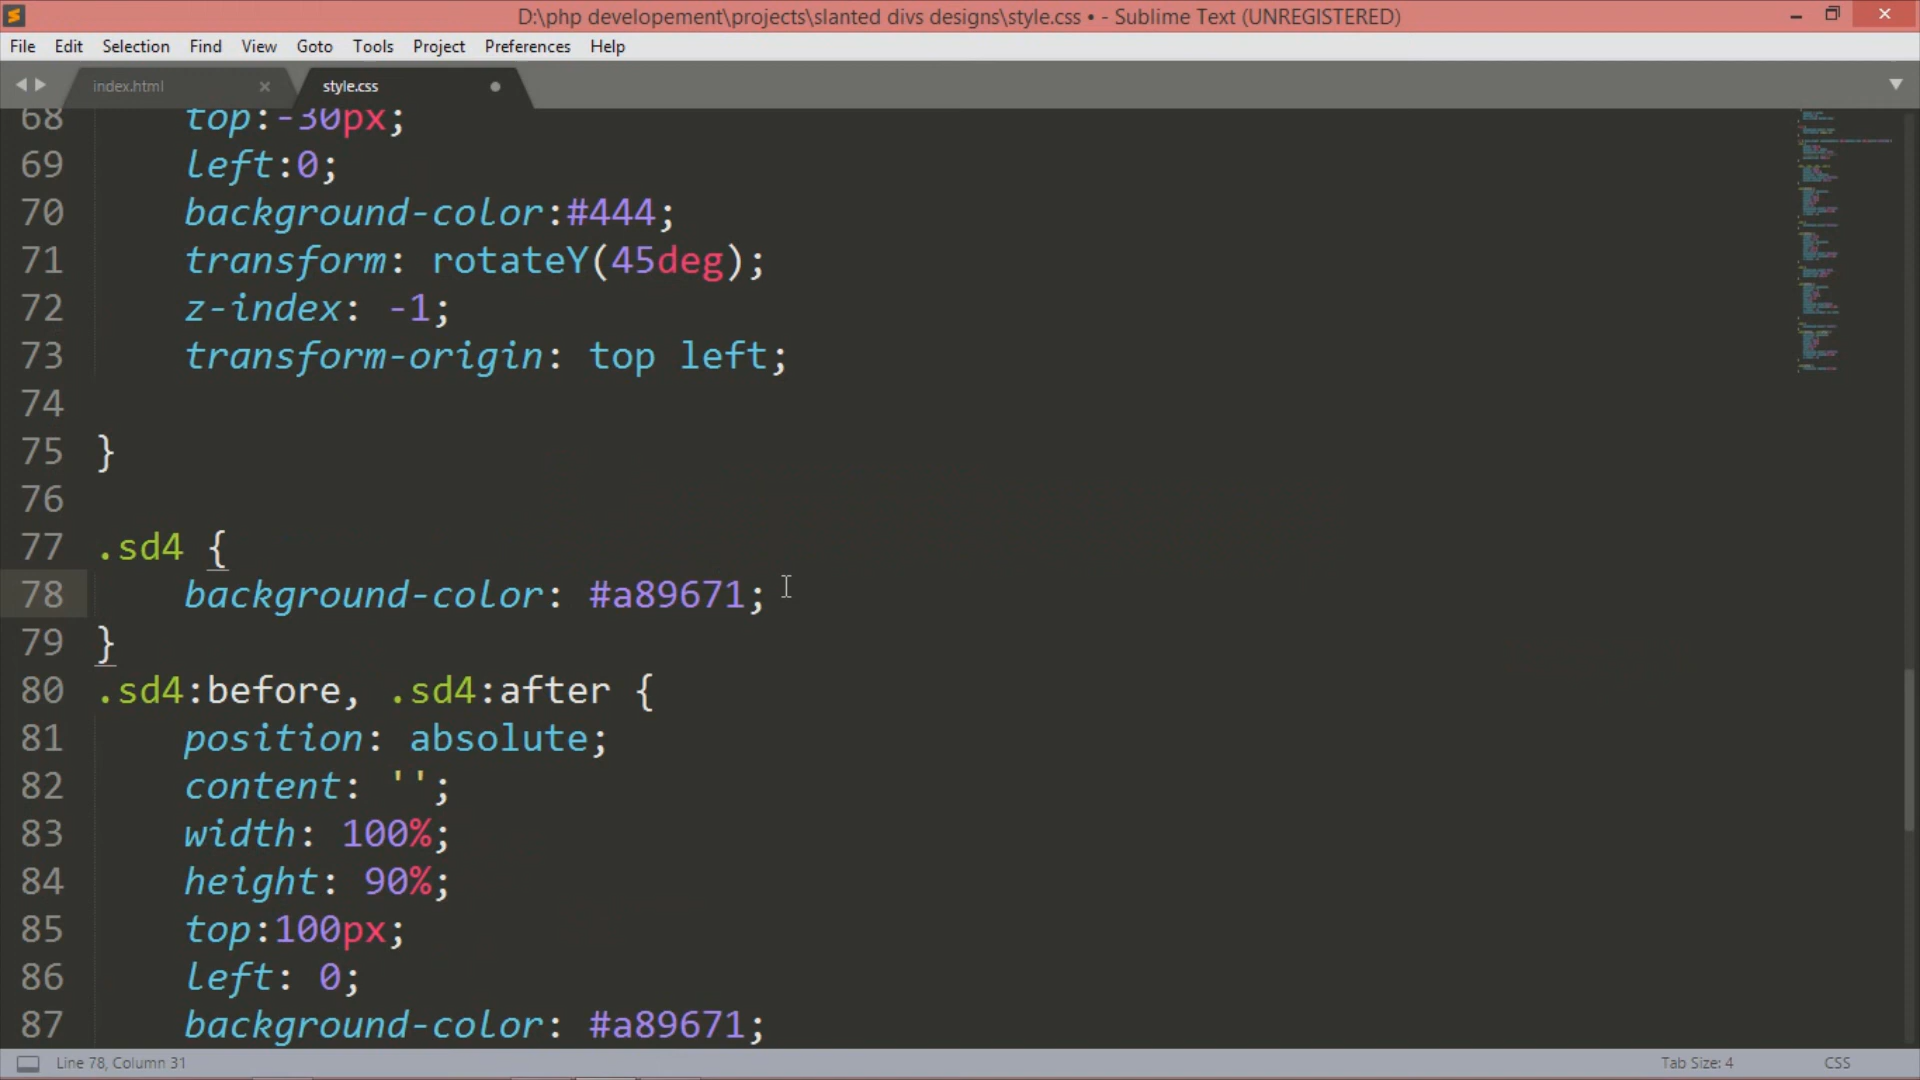 D:\php developement\projects\slanted divs designs\style.css • - Sublime Text (UNREGISTERED)
File Edit Selection Find View Goto Tools Project Preferences Help
index.html style.css
68 top:-30px;
69 left:0;
70 background-color:#444;
71 transform: rotateY(45deg);
72 z-index: -1;
73 transform-origin: top left;
74
75 }
76
77 .sd4 {
78 background-color: #a89671;
79 }
80 .sd4:before, .sd4:after {
81 position: absolute;
82 content: '';
83 width: 100%;
84 height: 90%;
85 top:100px;
86 left: 0;
87 background-color: #a89671;
Line 78, Column 31 Tab Size: 4 CSS